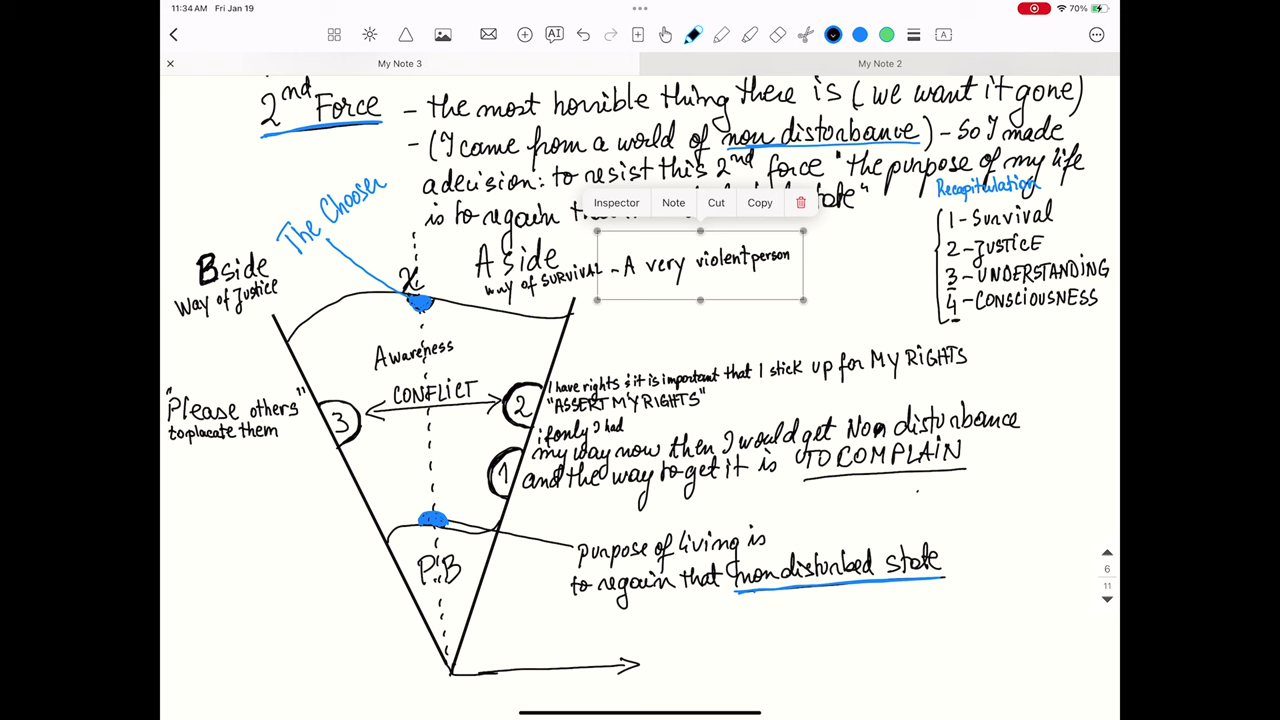 11:34 AM Fri Jan 19
70%
My Note 3
My Note 2
2nd Force - the most horrible thing there is (we want it gone)
- (I came from a world of non disturbance) - So I made
a decision: to resist this 2nd force "the purpose of my life
is to regain
Inspector Note Cut Copy
The Chooser
Recapitulation
1 - Survival
2 - JUSTICE
3 - UNDERSTANDING
4 - CONSCIOUSNESS
B side
Way of Justice
X
A side
way of SURVIVAL
- A very violent person
Awareness
CONFLICT
"Please others"
to placate them
3
2
I have rights & it is important that I stick up for MY RIGHTS
"ASSERT MY RIGHTS"
if only I had
my way now then I would get Non disturbance
1
and the way to get it is TO COMPLAIN
purpose of living is
to regain that non disturbed state
P.B
6
11